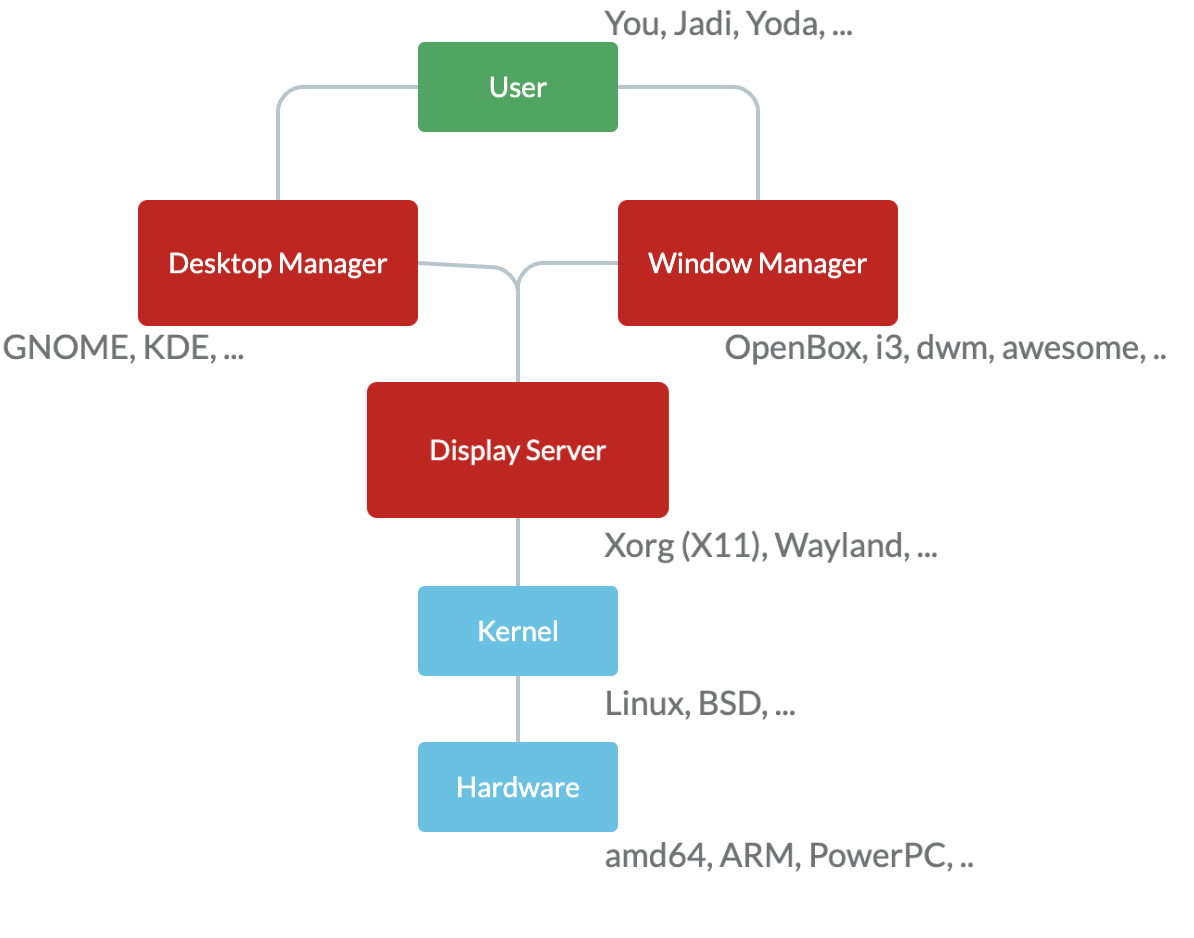 You, Jadi, Yoda, ...
User
Desktop Manager
Window Manager
GNOME, KDE, ...
OpenBox, i3, dwm, awesome, ..
Display Server
Xorg (X11), Wayland, ...
Kernel
Linux, BSD, ...
Hardware
amd64, ARM, PowerPC, ..